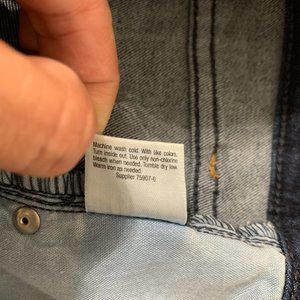 Machine wash cold. With like colors.
Turn inside out. Use only non-chlorine
bleach when needed. Tumble dry low.
Warm iron as needed.
Supplier 75907-6